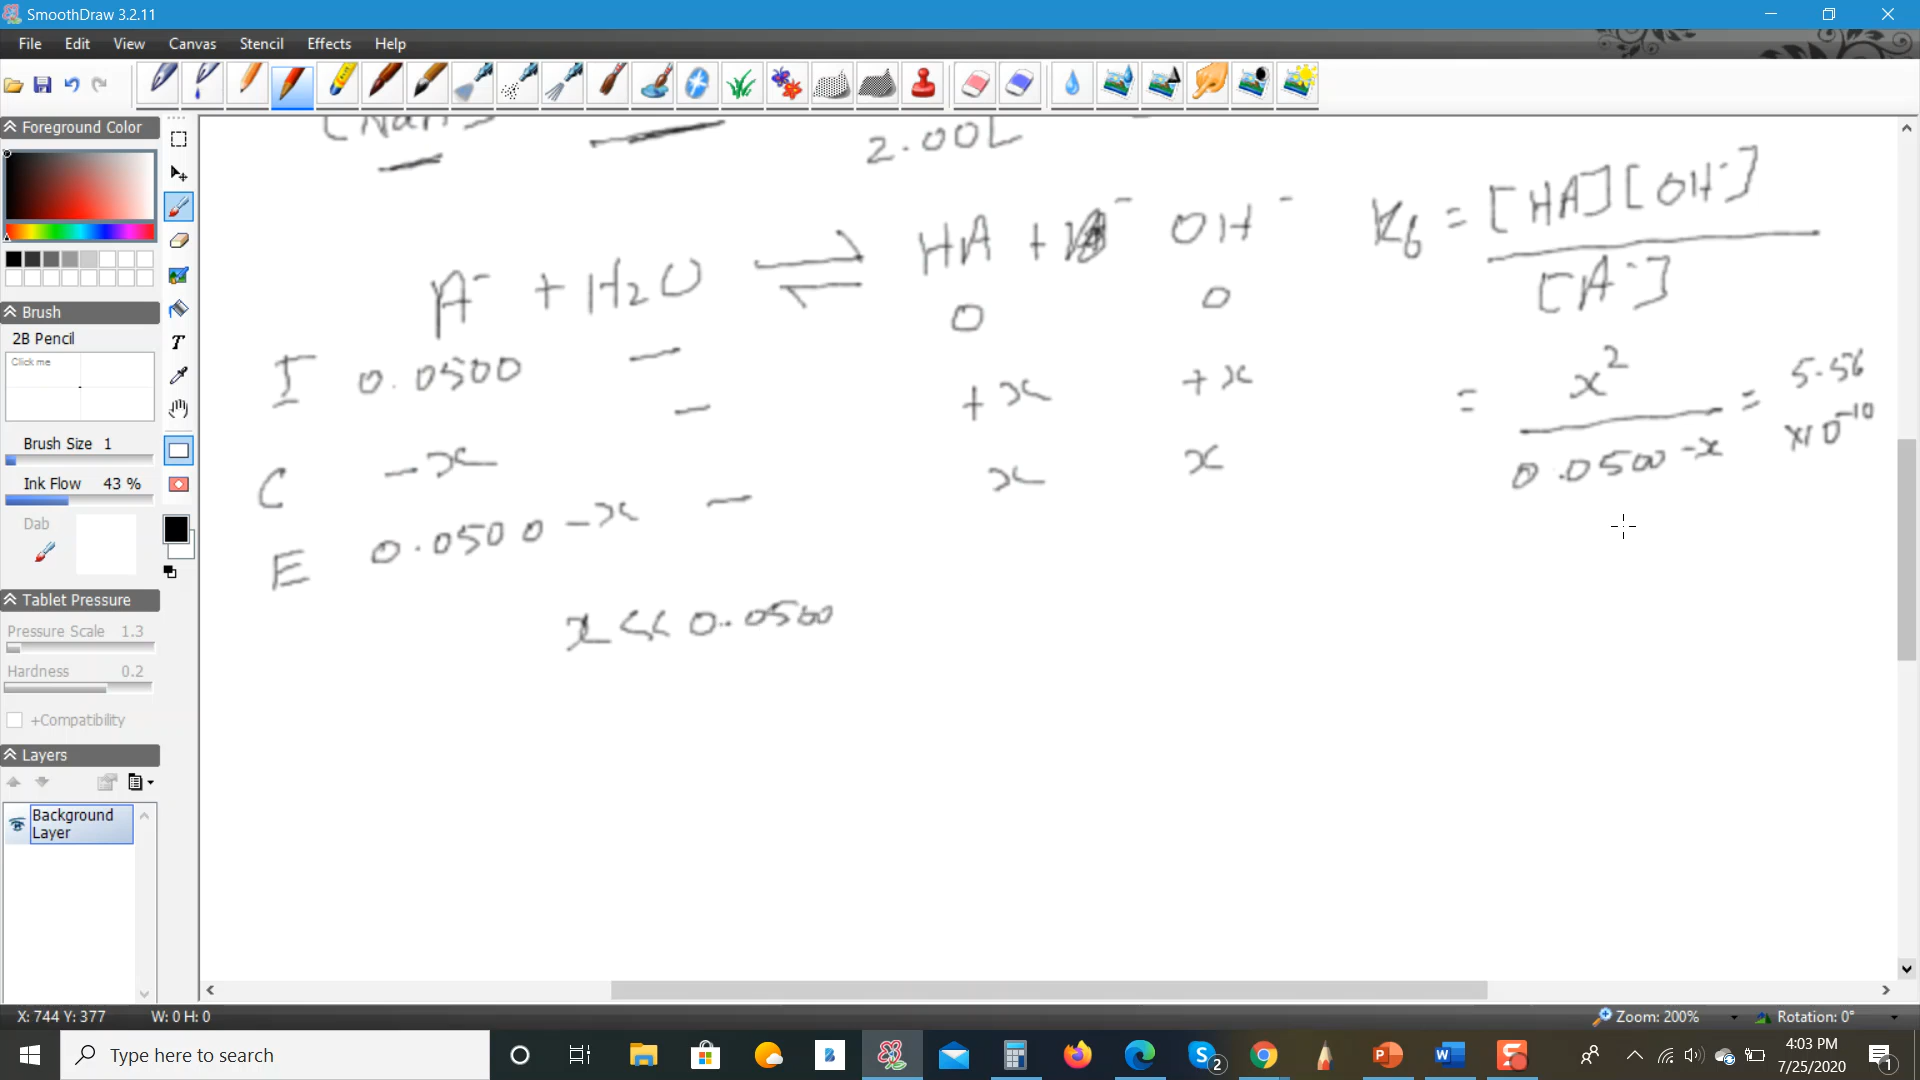 SmoothDraw 3.2.11
File Edit View Canvas Stencil Effects Help
Foreground Color
Brush
2B Pencil
Click me
Brush Size 1
Ink Flow 43 %
Dab
Tablet Pressure
Pressure Scale 1.3
Hardness 0.2
+Compatibility
Layers
Background
Layer
2.00L
A⁻ + H₂O ⇌ HA + OH⁻
Kb = [HA][OH⁻]
[A⁻]
0 0
I 0.0500 — 
C -x — +x +x
E 0.0500 -x — x x
= x² = 5.56
0.0500 -x x10⁻¹⁰
x << 0.0500
X: 744 Y: 377 W: 0 H: 0
Zoom: 200% Rotation: 0°
Type here to search
B
2
4:03 PM
7/25/2020
1